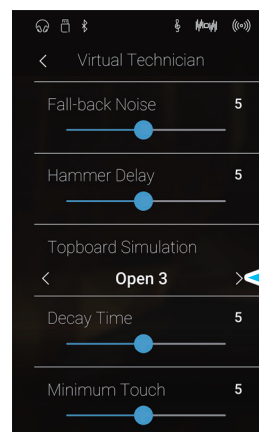 Virtual Technician
Fall-back Noise 5
Hammer Delay 5
Topboard Simulation
Open 3
Decay Time 5
Minimum Touch 5